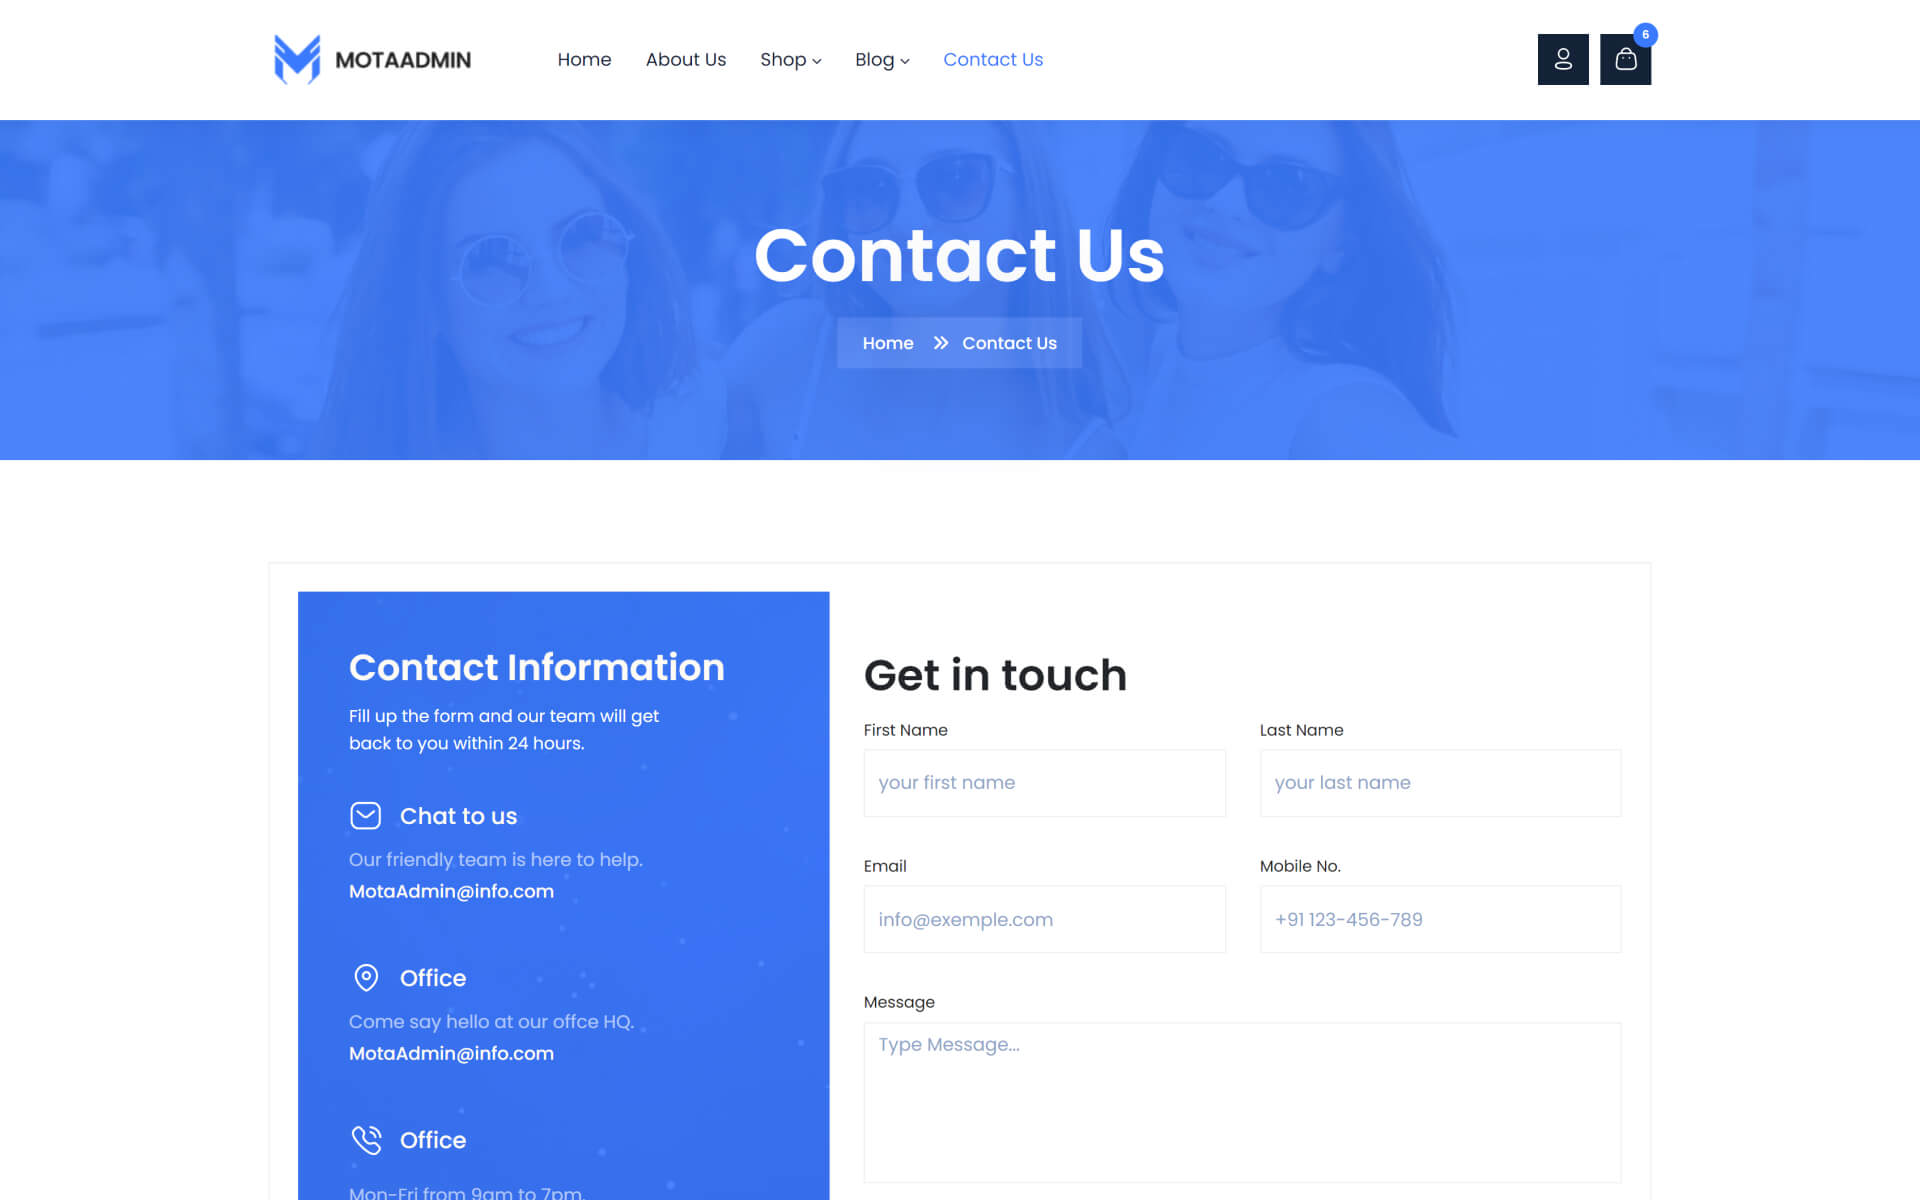 MOTAADMIN
Home
About Us
Shop
Blog
Contact Us
6
Contact Us
Home
Contact Us
Contact Information
Fill up the form and our team will get
back to you within 24 hours.
Chat to us
Our friendly team is here to help.
MotaAdmin@info.com
Office
Come say hello at our offce HQ.
MotaAdmin@info.com
Office
Mon-Fri from 9am to 7pm.
Get in touch
First Name
Last Name
your first name
your last name
Email
Mobile No.
info@exemple.com
+91 123-456-789
Message
Type Message...